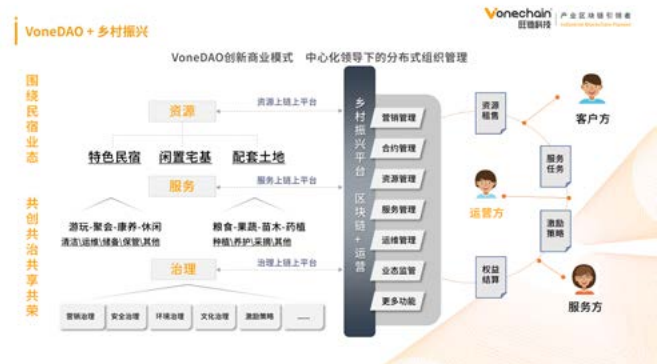 VoneDAO + 乡村振兴
Vonechain
旺链科技
产业区块链引领者
VoneDAO创新商业模式 中心化领导下的分布式组织管理
围绕民宿业态 共创共治共享共荣
资源
资源上链上平台
特色民宿 闲置宅基 配套土地
服务
服务上链上平台
游玩-聚会-康养-休闲
清洁\运维\储备\保管\其他
粮食-果蔬-苗木-药植
种植\养护\采摘\其他
治理
治理上链上平台
营销治理 安全治理 环境治理 文化治理 激励策略 ......
乡村振兴平台 区块链+运营
营销管理
合约管理
资源管理
服务管理
运维管理
业态监管
更多功能
资源
租售
服务
任务
激励
策略
权益
结算
客户方
运营方
服务方